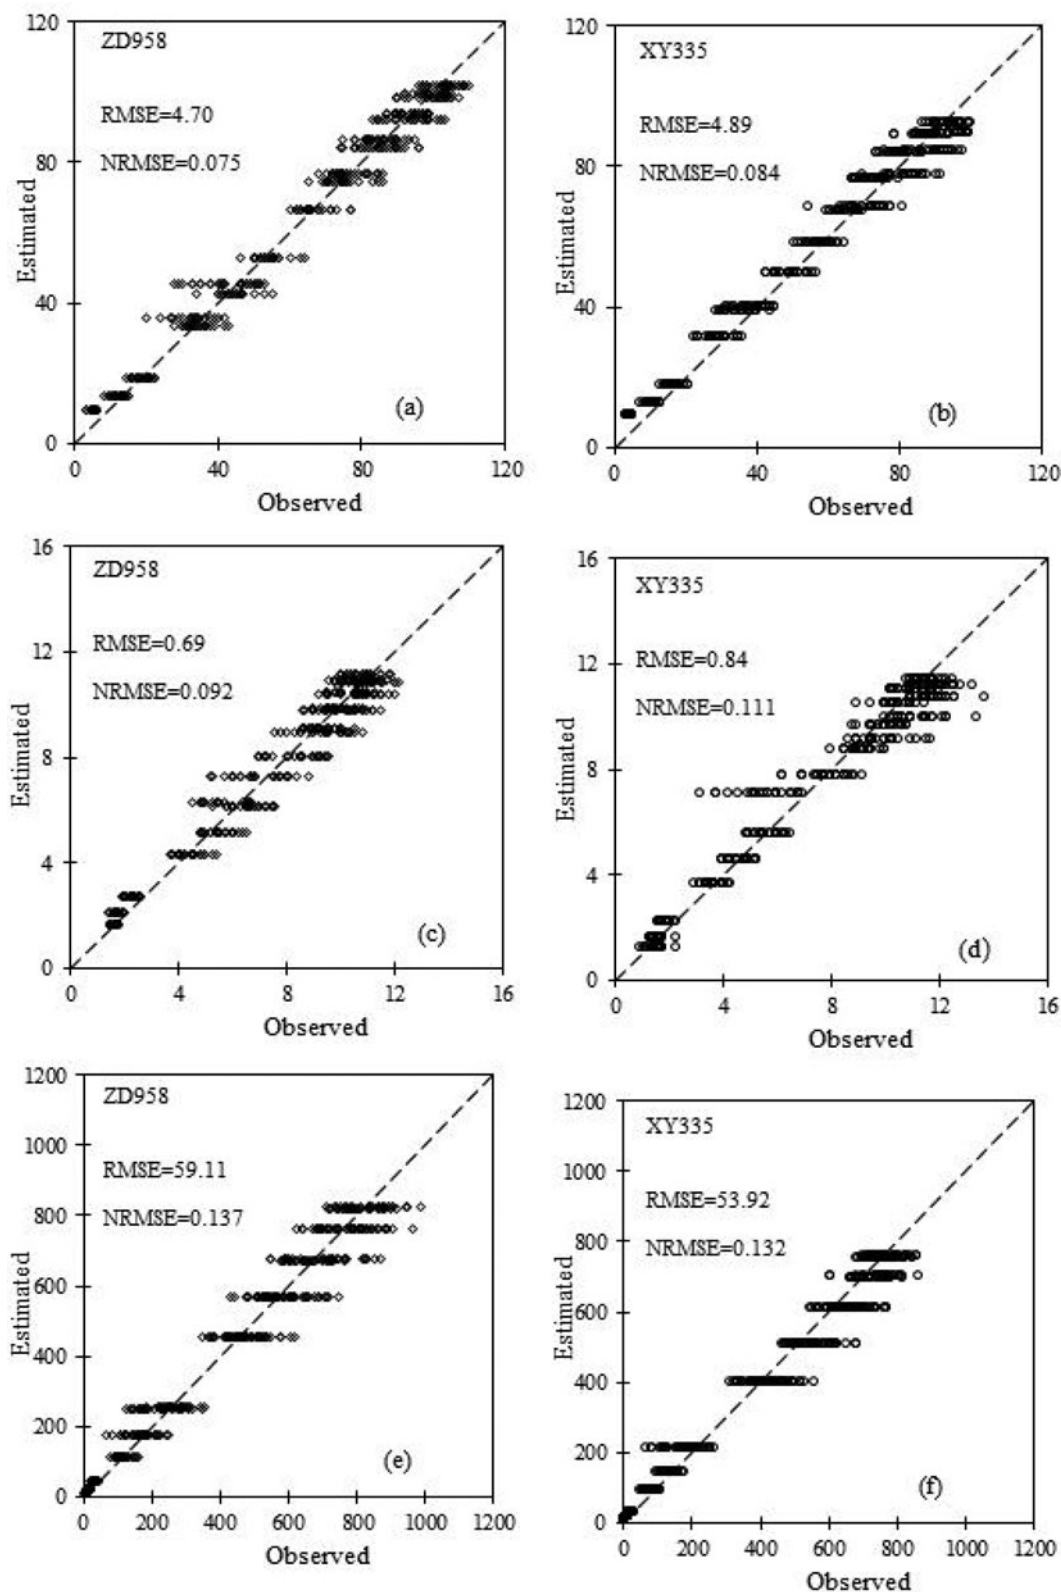 120
ZD958
RMSE=4.70
NRMSE=0.075
80
Estimated
40
(a)
0
0 40 80 120
Observed
120
XY335
RMSE=4.89
NRMSE=0.084
80
Estimated
40
(b)
0
0 40 80 120
Observed
16
ZD958
RMSE=0.69
12
NRMSE=0.092
8
Estimated
4
(c)
0
0 4 8 12 16
Observed
16
XY335
RMSE=0.84
12
NRMSE=0.111
8
Estimated
4
(d)
0
0 4 8 12 16
Observed
1200
ZD958
1000
RMSE=59.11
NRMSE=0.137
800
600
Estimated
400
200
(e)
0
0 200 400 600 800 1000 1200
Observed
1200
XY335
1000
RMSE=53.92
NRMSE=0.132
800
600
Estimated
400
200
(f)
0
0 200 400 600 800 1000 1200
Observed